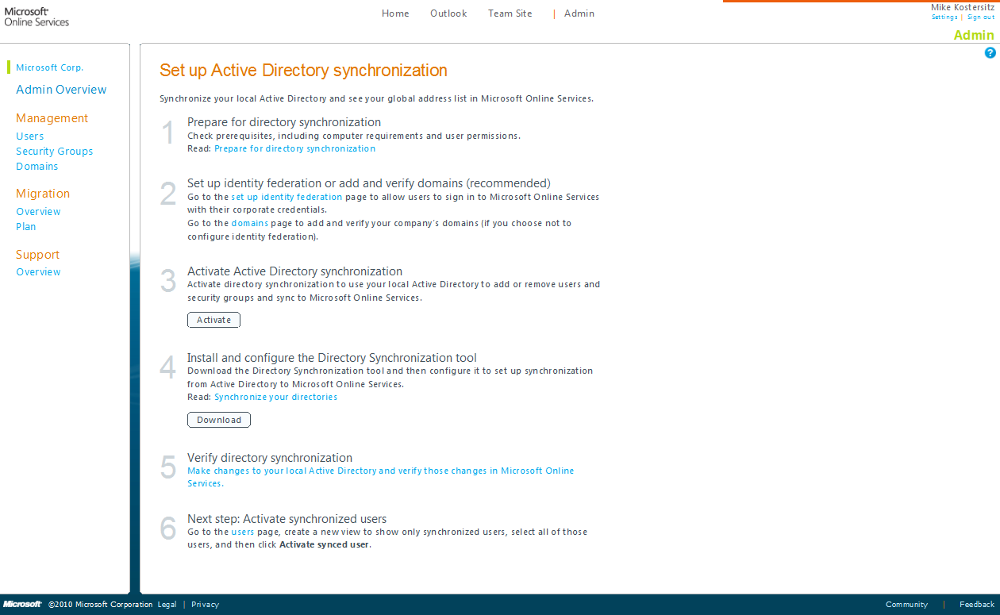 Microsoft®
Online Services
Home Outlook Team Site | Admin
Mike Kostersitz
Settings | Sign out
Admin
?
Microsoft Corp.
Admin Overview
Management
Users
Security Groups
Domains
Migration
Overview
Plan
Support
Overview
Set up Active Directory synchronization
Synchronize your local Active Directory and see your global address list in Microsoft Online Services.
1 Prepare for directory synchronization
Check prerequisites, including computer requirements and user permissions.
Read: Prepare for directory synchronization
2 Set up identity federation or add and verify domains (recommended)
Go to the set up identity federation page to allow users to sign in to Microsoft Online Services
with their corporate credentials.
Go to the domains page to add and verify your company's domains (if you choose not to
configure identity federation).
3 Activate Active Directory synchronization
Activate directory synchronization to use your local Active Directory to add or remove users and
security groups and sync to Microsoft Online Services.
Activate
4 Install and configure the Directory Synchronization tool
Download the Directory Synchronization tool and then configure it to set up synchronization
from Active Directory to Microsoft Online Services.
Read: Synchronize your directories
Download
5 Verify directory synchronization
Make changes to your local Active Directory and verify those changes in Microsoft Online
Services.
6 Next step: Activate synchronized users
Go to the users page, create a new view to show only synchronized users, select all of those
users, and then click Activate synced user.
Microsoft ©2010 Microsoft Corporation Legal | Privacy
Community | Feedback